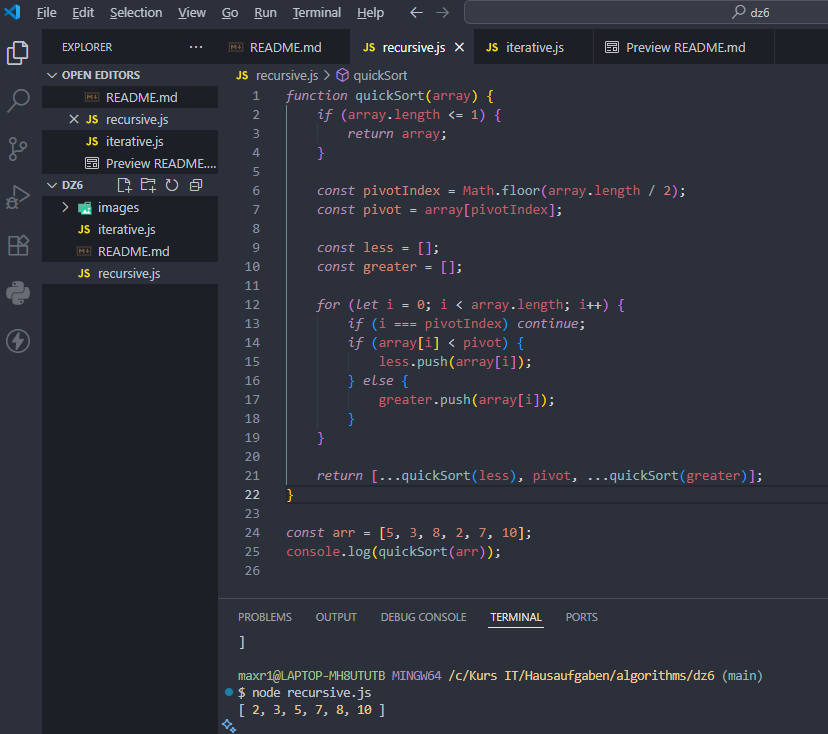 File Edit Selection View Go Run Terminal Help ← → dz6
EXPLORER ···
README.md
JS recursive.js ×
JS iterative.js
Preview README.md
OPEN EDITORS
README.md
× JS recursive.js
JS iterative.js
Preview README....
DZ6
images
JS iterative.js
README.md
JS recursive.js
JS recursive.js > quickSort
1 function quickSort(array) {
2     if (array.length <= 1) {
3         return array;
4     }
5
6     const pivotIndex = Math.floor(array.length / 2);
7     const pivot = array[pivotIndex];
8
9     const less = [];
10     const greater = [];
11
12     for (let i = 0; i < array.length; i++) {
13         if (i === pivotIndex) continue;
14         if (array[i] < pivot) {
15             less.push(array[i]);
16         } else {
17             greater.push(array[i]);
18         }
19     }
20
21     return [...quickSort(less), pivot, ...quickSort(greater)];
22 }
23
24 const arr = [5, 3, 8, 2, 7, 10];
25 console.log(quickSort(arr));
26
PROBLEMS OUTPUT DEBUG CONSOLE TERMINAL PORTS
]
maxr1@LAPTOP-MH8UTUTB MINGW64 /c/Kurs IT/Hausaufgaben/algorithms/dz6 (main)
$ node recursive.js
[ 2, 3, 5, 7, 8, 10 ]